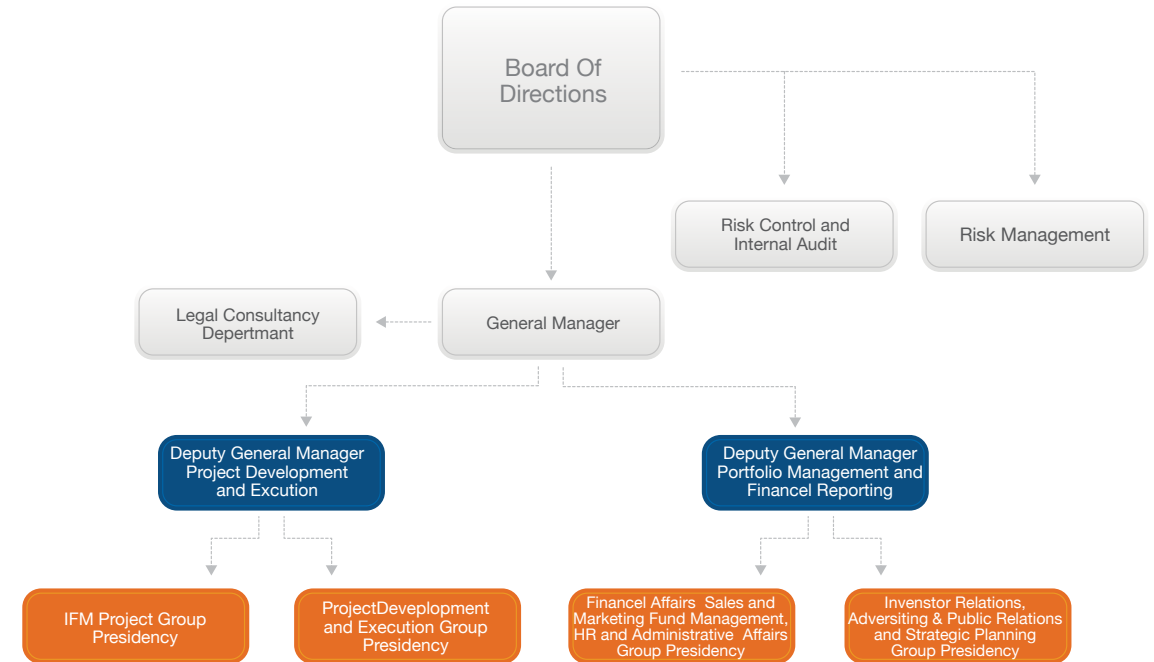 Board Of
Directions
Risk Control and
Internal Audit
Risk Management
Legal Consultancy
Depertmant
General Manager
Deputy General Manager
Project Development
and Excution
Deputy General Manager
Portfolio Management and
Financel Reporting
IFM Project Group
Presidency
ProjectDeveplopment
and Execution Group
Presidency
Financel Affairs Sales and
Marketing Fund Management,
HR and Administrative Affairs
Group Presidency
Invenstor Relations,
Adversiting & Public Relations
and Strategic Planning
Group Presidency